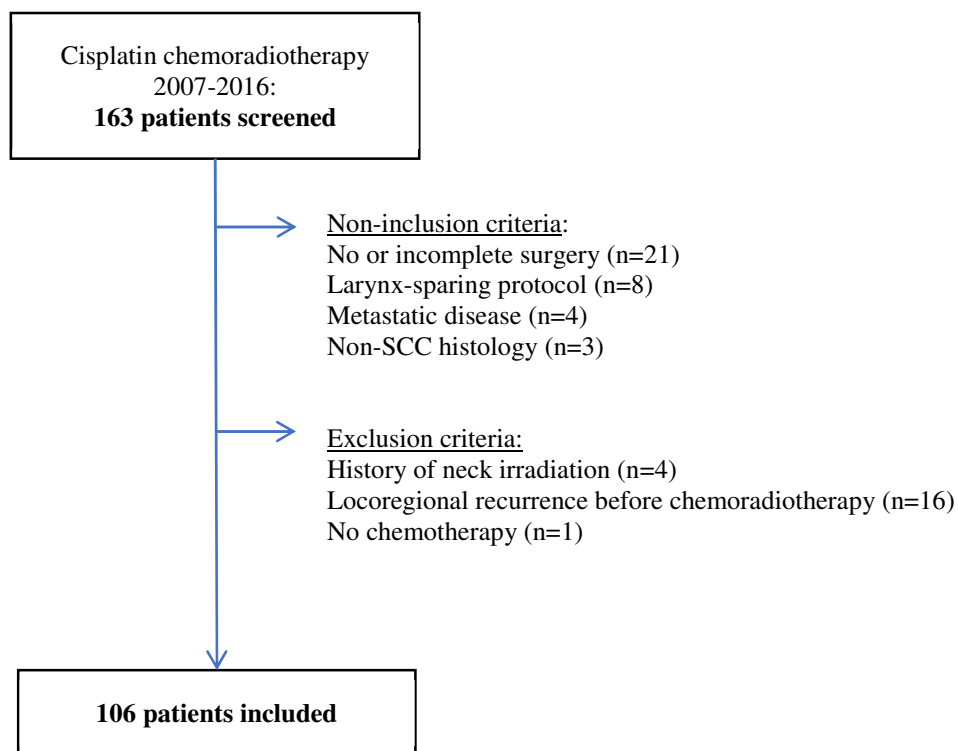 Cisplatin chemoradiotherapy
2007-2016:
163 patients screened
Non-inclusion criteria:
No or incomplete surgery (n=21)
Larynx-sparing protocol (n=8)
Metastatic disease (n=4)
Non-SCC histology (n=3)
Exclusion criteria:
History of neck irradiation (n=4)
Locoregional recurrence before chemoradiotherapy (n=16)
No chemotherapy (n=1)
106 patients included